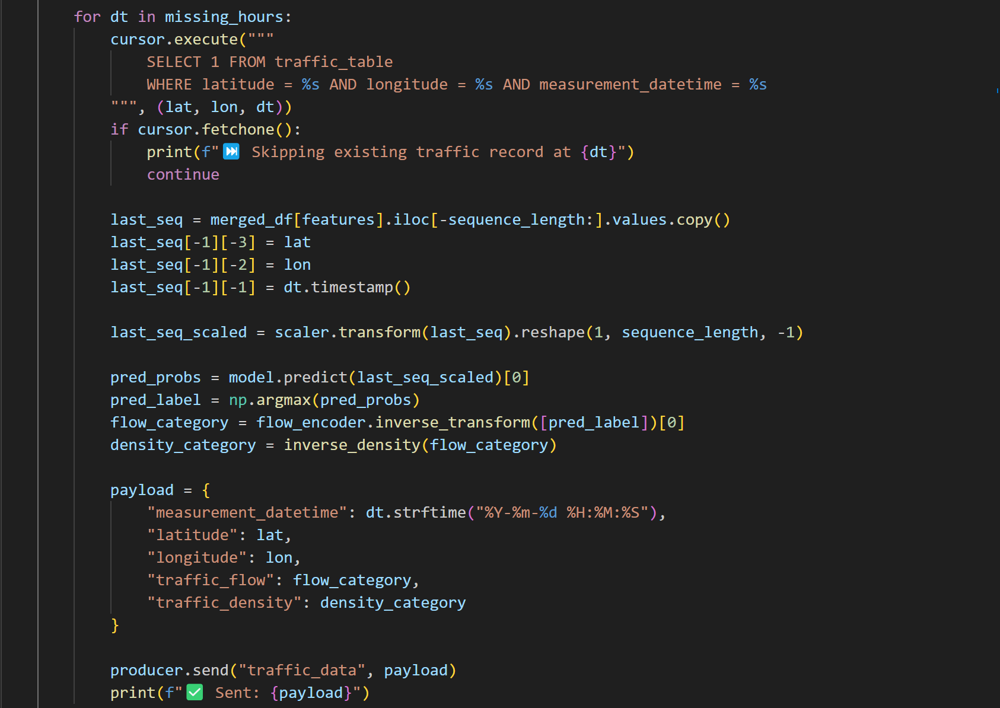 for dt in missing_hours:
cursor.execute("""
SELECT 1 FROM traffic_table
WHERE latitude = %s AND longitude = %s AND measurement_datetime = %s
""", (lat, lon, dt))
if cursor.fetchone():
print(f"⏭ Skipping existing traffic record at {dt}")
continue
last_seq = merged_df[features].iloc[-sequence_length:].values.copy()
last_seq[-1][-3] = lat
last_seq[-1][-2] = lon
last_seq[-1][-1] = dt.timestamp()
last_seq_scaled = scaler.transform(last_seq).reshape(1, sequence_length, -1)
pred_probs = model.predict(last_seq_scaled)[0]
pred_label = np.argmax(pred_probs)
flow_category = flow_encoder.inverse_transform([pred_label])[0]
density_category = inverse_density(flow_category)
payload = {
"measurement_datetime": dt.strftime("%Y-%m-%d %H:%M:%S"),
"latitude": lat,
"longitude": lon,
"traffic_flow": flow_category,
"traffic_density": density_category
}
producer.send("traffic_data", payload)
print(f"✅ Sent: {payload}")